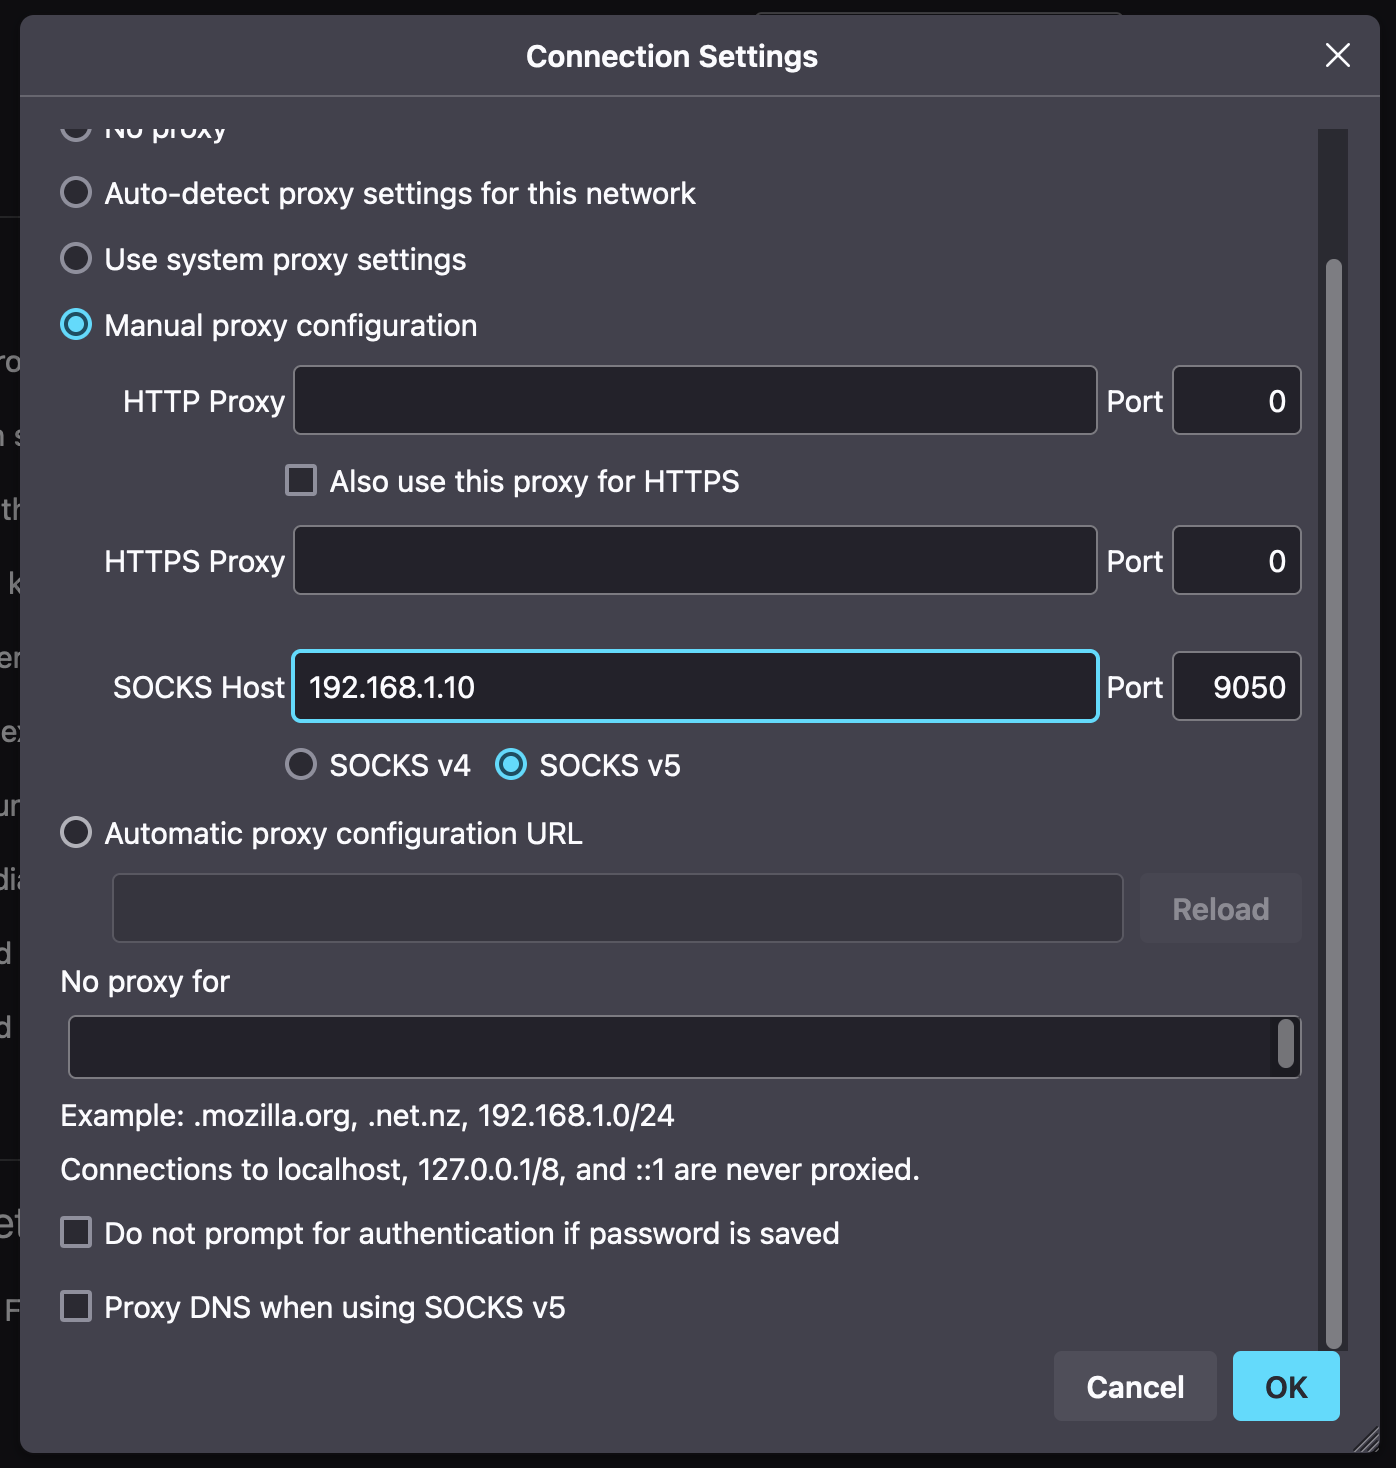 Connection Settings
No proxy
Auto-detect proxy settings for this network
Use system proxy settings
Manual proxy configuration
HTTP Proxy Port 0
Also use this proxy for HTTPS
HTTPS Proxy Port 0
SOCKS Host 192.168.1.10 Port 9050
SOCKS v4 SOCKS v5
Automatic proxy configuration URL
Reload
No proxy for
Example: .mozilla.org, .net.nz, 192.168.1.0/24
Connections to localhost, 127.0.0.1/8, and ::1 are never proxied.
Do not prompt for authentication if password is saved
Proxy DNS when using SOCKS v5
Cancel OK